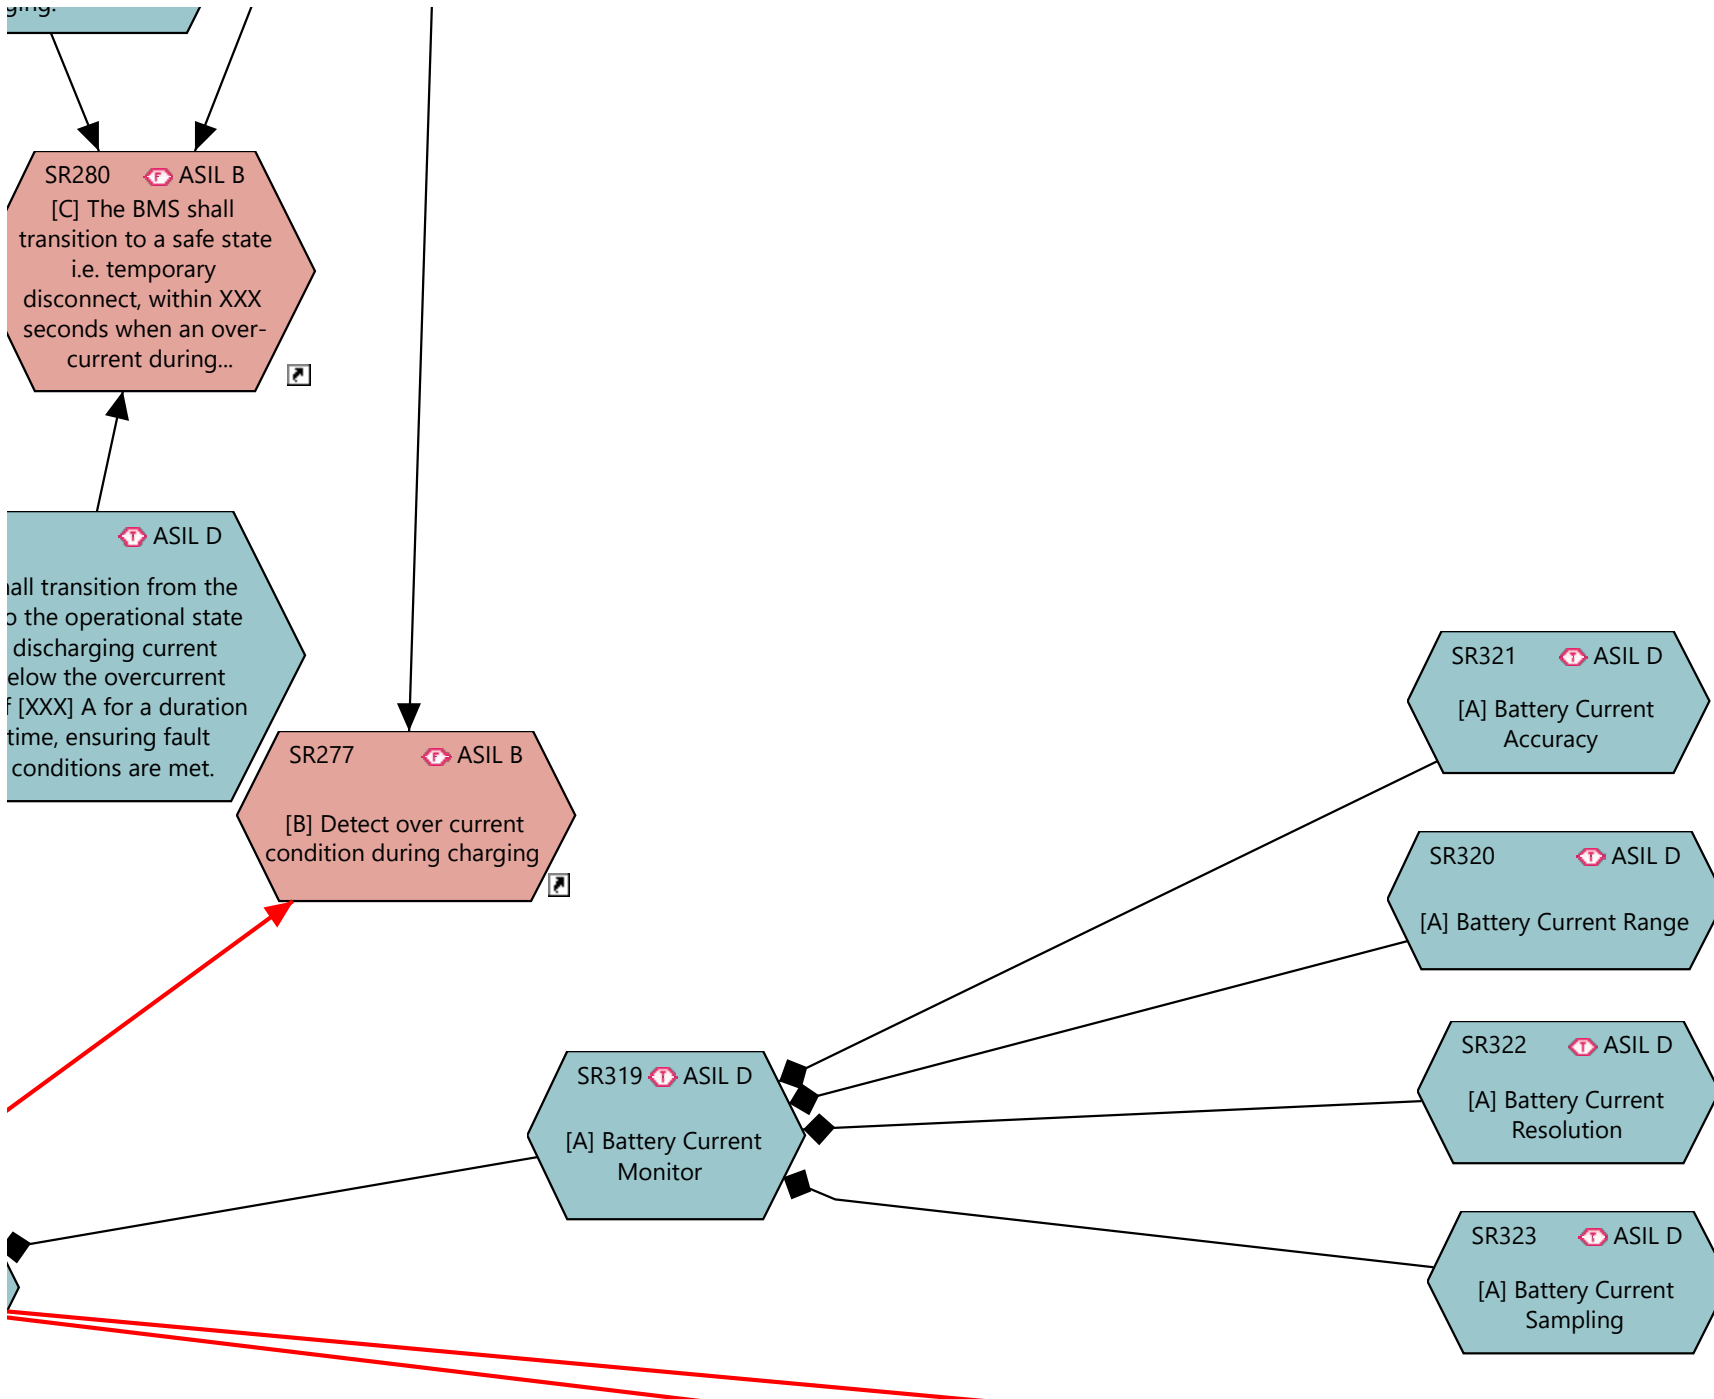 SR280 F ASIL B
[C] The BMS shall
transition to a safe state
i.e. temporary
disconnect, within XXX
seconds when an over-
current during...
T ASIL D
transition from the
the operational state
discharging current
the overcurrent
[XXX] A for a duration
time, ensuring fault
conditions are met.
SR277 F ASIL B
[B] Detect over current
condition during charging
SR321 T ASIL D
[A] Battery Current
Accuracy
SR320 T ASIL D
[A] Battery Current Range
SR322 T ASIL D
[A] Battery Current
Resolution
SR319 T ASIL D
[A] Battery Current
Monitor
SR323 T ASIL D
[A] Battery Current
Sampling